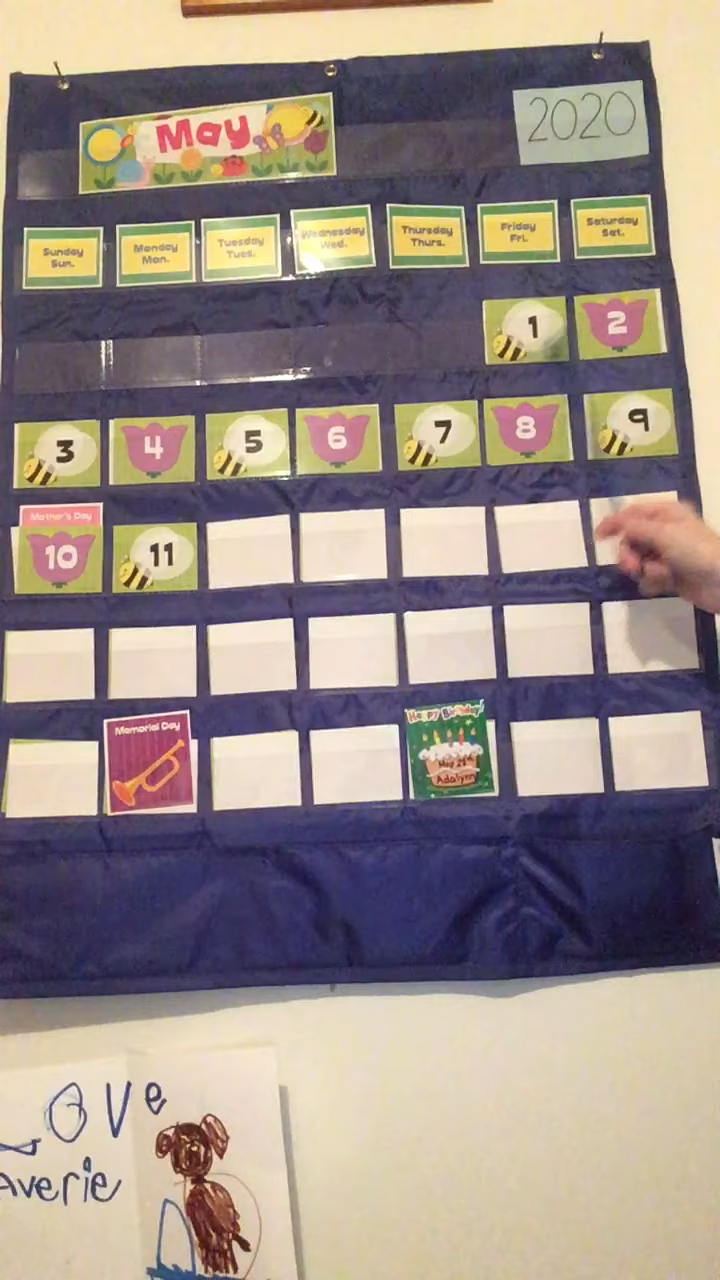 May
2020
Sunday Monday Tuesday Wednesday Thursday Friday Saturday
Sun. Mon. Tues. Wed. Thurs. Fri. Sat.
1 2
3 4 5 6 7 8 9
Mother's Day
10 11
Memorial Day
Happy Birthday!
May 28th
Adalynn
Love
Averie